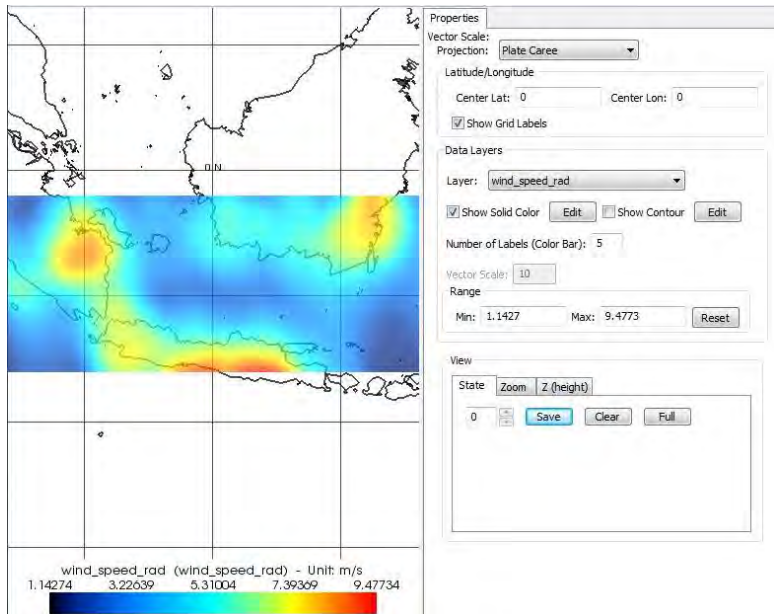 0 N
wind_speed_rad (wind_speed_rad) - Unit: m/s
1.14274 3.22639 5.31004 7.39369 9.47734
Properties
Vector Scale:
Projection: Plate Caree
Latitude/Longitude
Center Lat: 0 Center Lon: 0
Show Grid Labels
Data Layers
Layer: wind_speed_rad
Show Solid Color Edit Show Contour Edit
Number of Labels (Color Bar): 5
Vector Scale: 10
Range
Min: 1.1427 Max: 9.4773 Reset
View
State Zoom Z (height)
0 Save Clear Full